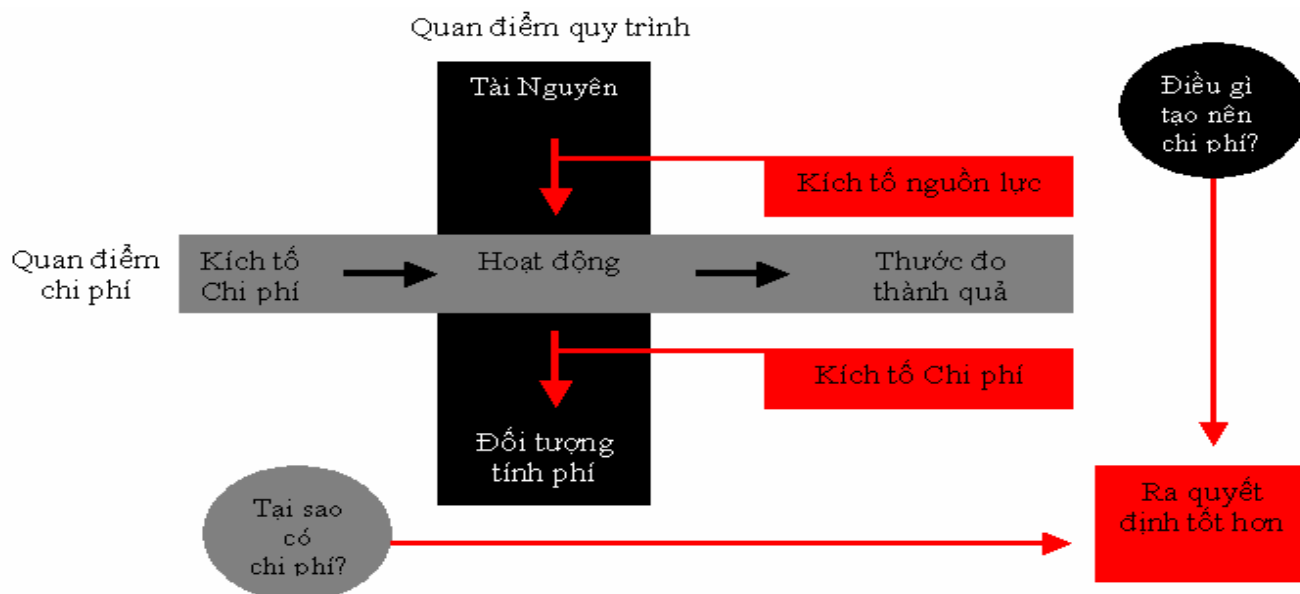 Quan điểm quy trình
Tài Nguyên
Điều gì
tạo nên
chi phí?
Kích tố nguồn lực
Quan điểm
chi phí
Kích tố
Chi phí
Hoạt động
Thước đo
thành quả
Kích tố Chi phí
Đối tượng
tính phí
Tại sao
có
chi phí?
Ra quyết
định tốt hơn